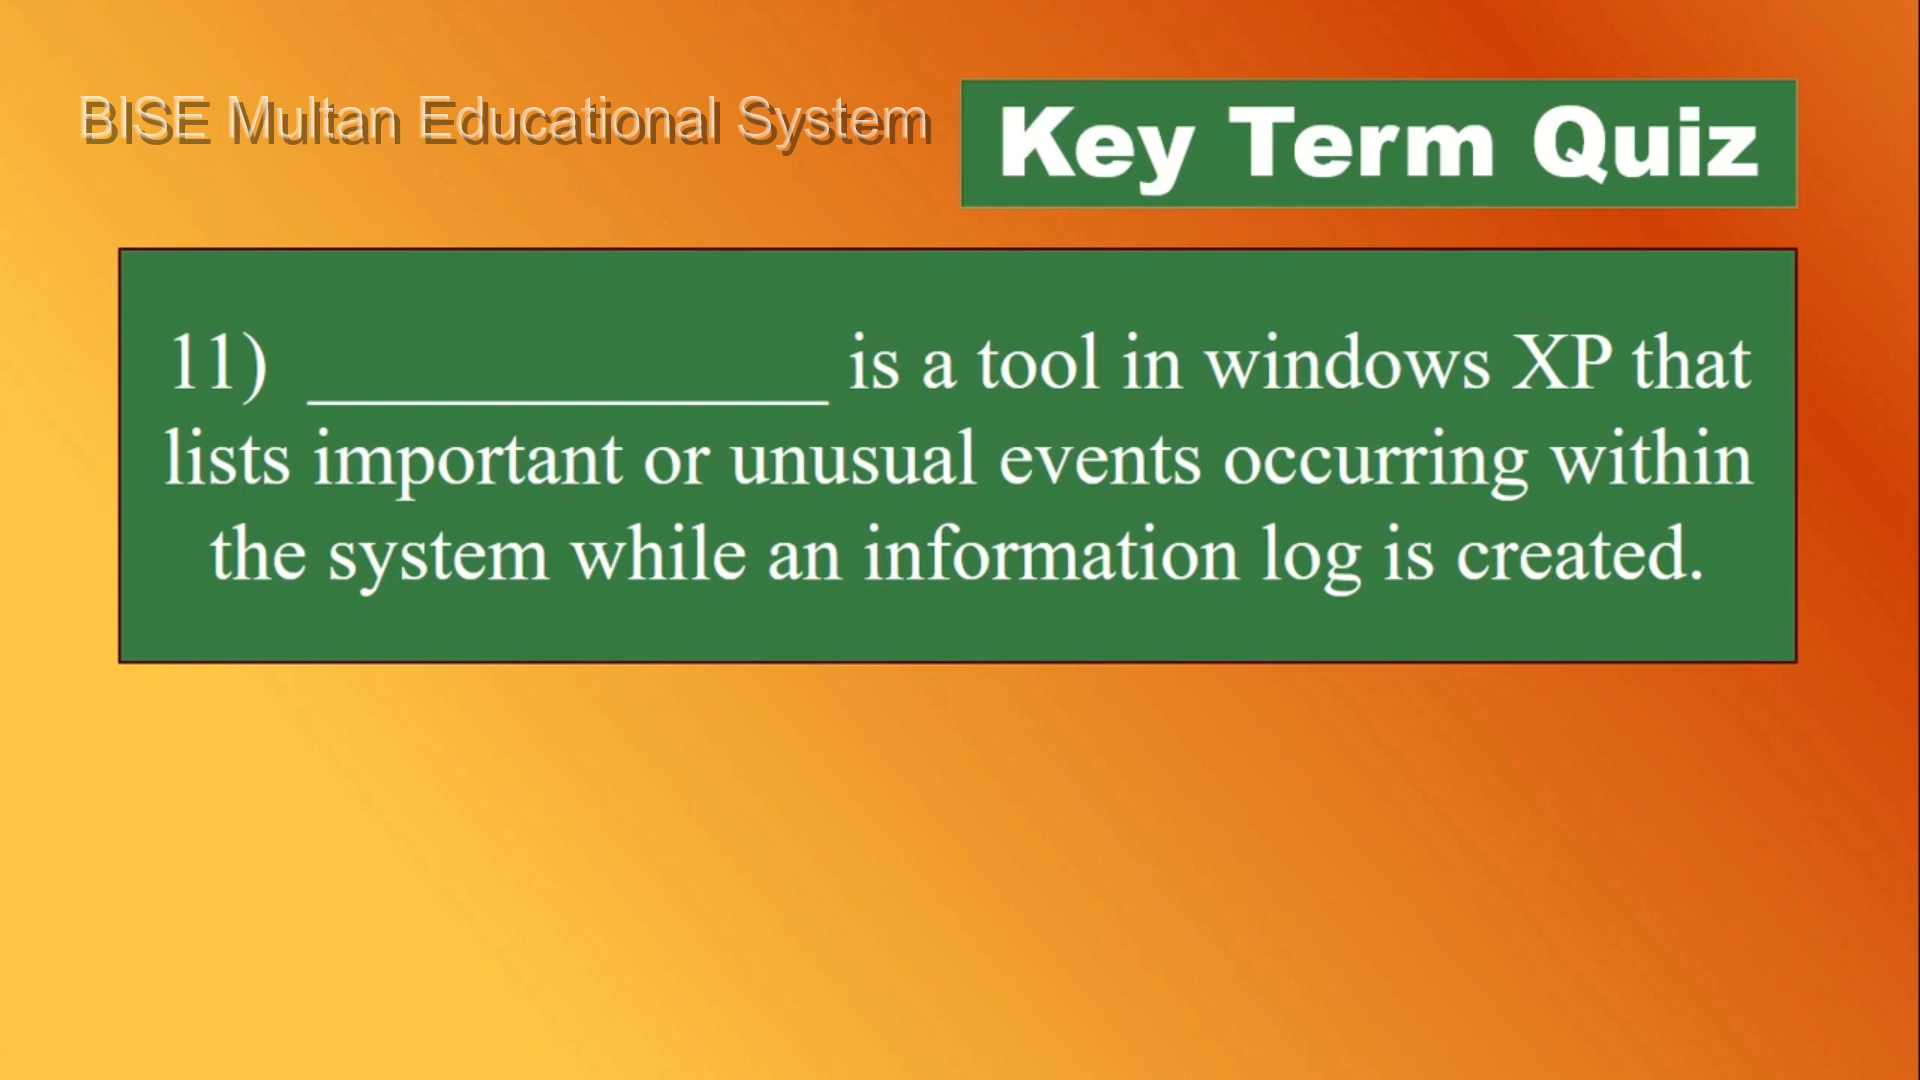 BISE Multan Educational System
Key Term Quiz
11) _____________ is a tool in windows XP that
lists important or unusual events occurring within
the system while an information log is created.